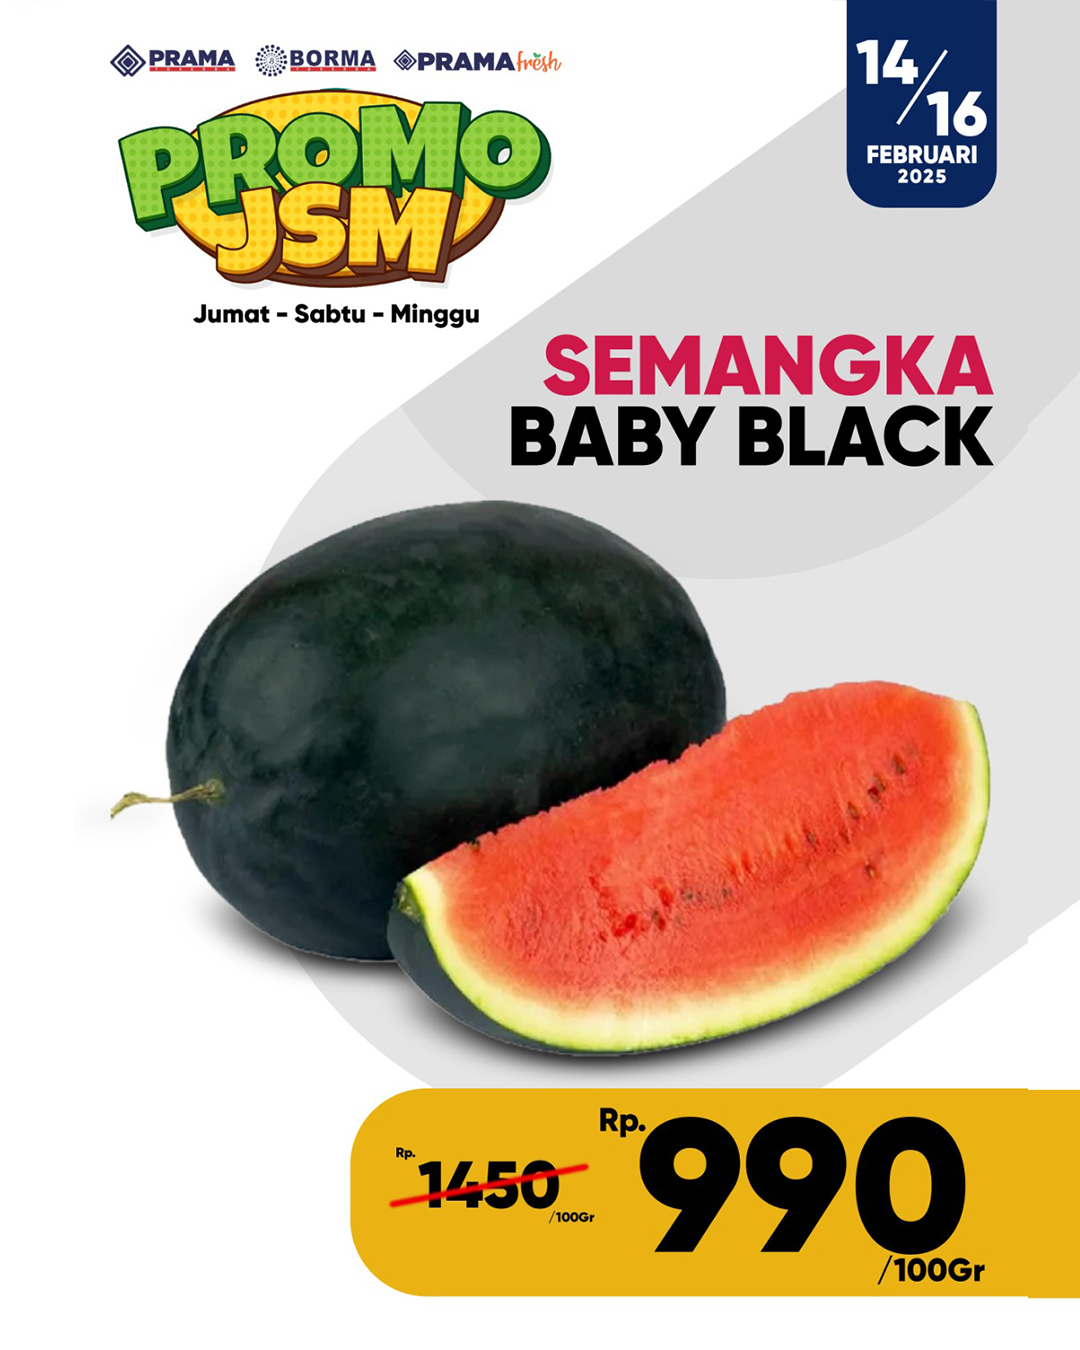 PRAMA BORMA PRAMA fresh
PROMO
JSM
Jumat - Sabtu - Minggu
14/16
FEBRUARI
2025
SEMANGKA
BABY BLACK
Rp. 1450
/100Gr
Rp. 990
/100Gr